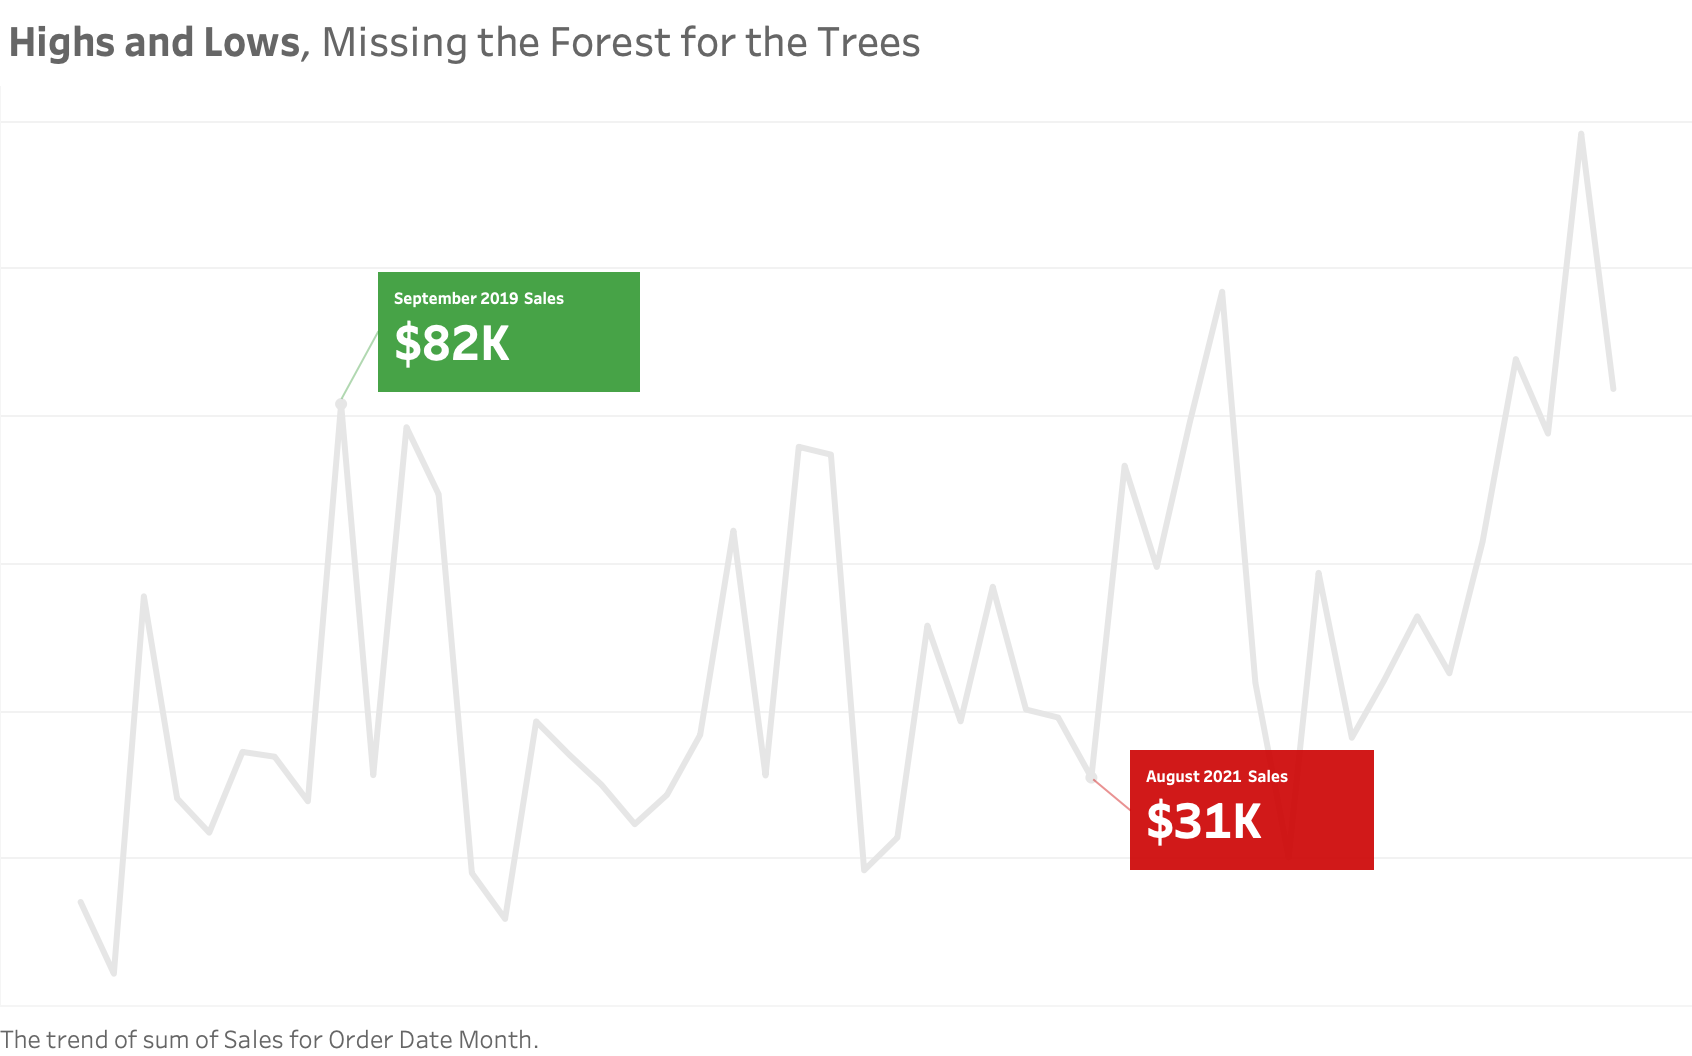 Highs and Lows, Missing the Forest for the Trees
September 2019 Sales
$82K
August 2021 Sales
$31K
The trend of sum of Sales for Order Date Month.